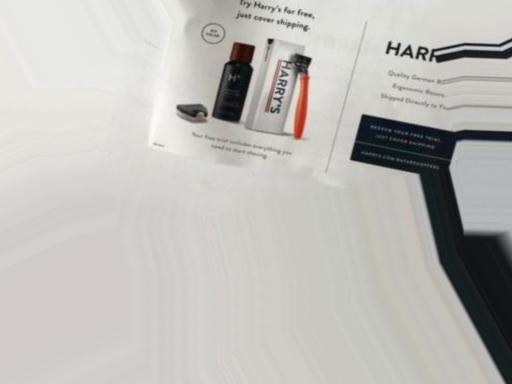 Try Harry's for free,
just cover shipping.
HARRY'S
H'
Your free trial includes everything you
need to start shaving.
HARR
Quality German
Ergonomic Razors,
Shipped Directly to You
REDEEM YOUR FREE TRIAL,
JUST COVER SHIPPING